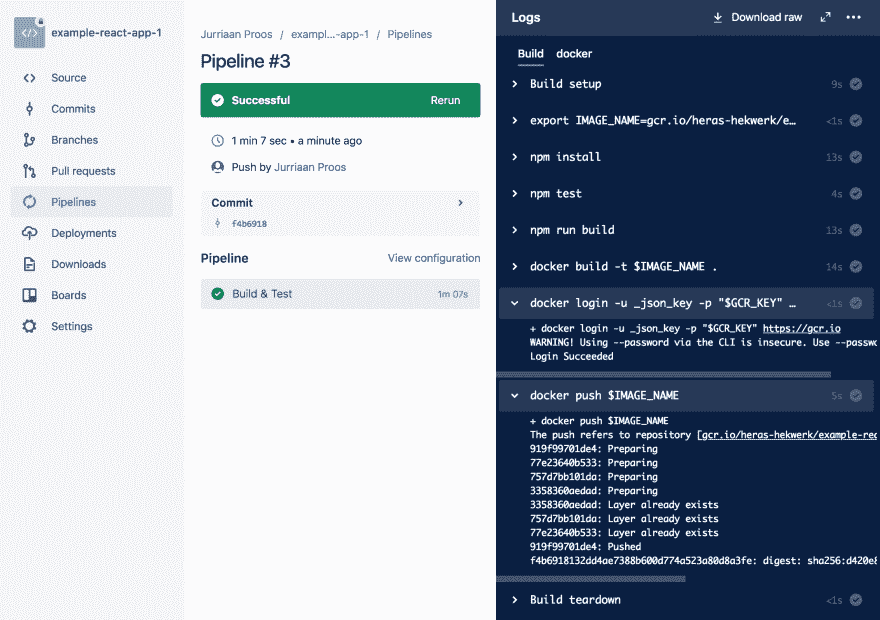 example-react-app-1
Source
Commits
Branches
Pull requests
Pipelines
Deployments
Downloads
Boards
Settings
Jurriaan Proos / exampl...~app-1 / Pipelines
Pipeline #3
Successful Rerun
1 min 7 sec • a minute ago
Push by Jurriaan Proos
Commit
f4b6918
Pipeline View configuration
Build & Test 1m 07s
Logs Download raw
Build docker
Build setup 9s
export IMAGE_NAME=gcr.io/heras-hekwerk/e… <1s
npm install 13s
npm test 4s
npm run build 13s
docker build -t $IMAGE_NAME . 14s
docker login -u _json_key -p "$GCR_KEY" … <1s
+ docker login -u _json_key -p "$GCR_KEY" https://gcr.io
WARNING! Using --password via the CLI is insecure. Use --passw
Login Succeeded
docker push $IMAGE_NAME 5s
+ docker push $IMAGE_NAME
The push refers to repository [gcr.io/heras-hekwerk/example-rea
919f99701de4: Preparing
77e23640b533: Preparing
757d7bb101da: Preparing
3358360aedad: Preparing
3358360aedad: Layer already exists
757d7bb101da: Layer already exists
77e23640b533: Layer already exists
919f99701de4: Pushed
f4b6918132dd4ae7388b600d774a523a80d8a3fe: digest: sha256:d420e8
Build teardown <1s